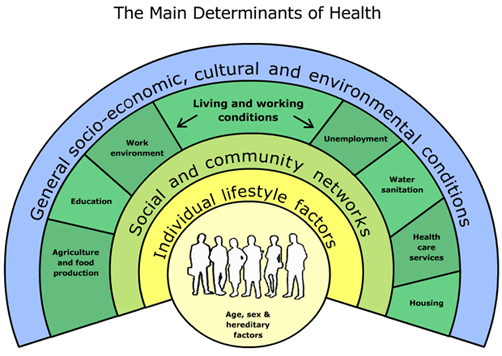 The Main Determinants of Health
General socio-economic, cultural and environmental conditions
Living and working
conditions
Work
environment
Unemployment
Education
Water
sanitation
Agriculture
and food
production
Health
care
services
Housing
Social and community networks
Individual lifestyle factors
Age, sex &
hereditary
factors